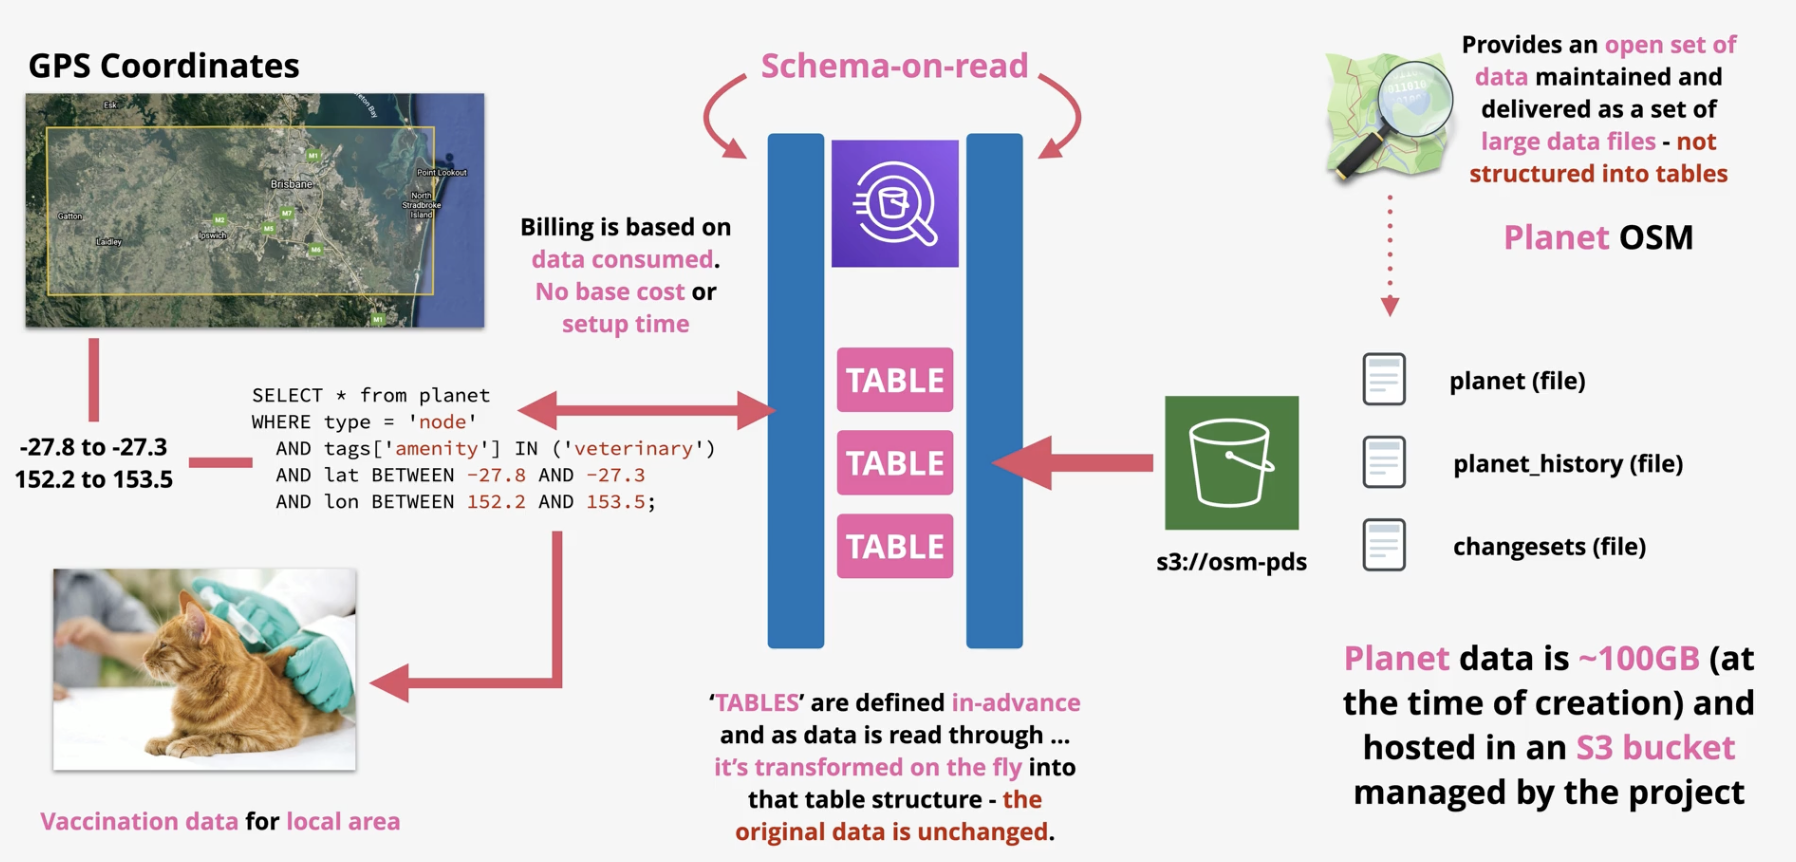 GPS Coordinates
Esk
Brisbane
Point Lookout
North
Stradbroke
Island
Gatton
Laidley
Ipswich
M1
M2
M7
M5
M6
M1
-27.8 to -27.3
152.2 to 153.5
Billing is based on
data consumed.
No base cost or
setup time
SELECT * from planet
WHERE type = 'node'
AND tags['amenity'] IN ('veterinary')
AND lat BETWEEN -27.8 AND -27.3
AND lon BETWEEN 152.2 AND 153.5;
Vaccination data for local area
Schema-on-read
TABLE
TABLE
TABLE
‘TABLES’ are defined in-advance
and as data is read through ...
it’s transformed on the fly into
that table structure - the
original data is unchanged.
s3://osm-pds
Provides an open set of
data maintained and
delivered as a set of
large data files - not
structured into tables
Planet OSM
planet (file)
planet_history (file)
changesets (file)
Planet data is ~100GB (at
the time of creation) and
hosted in an S3 bucket
managed by the project